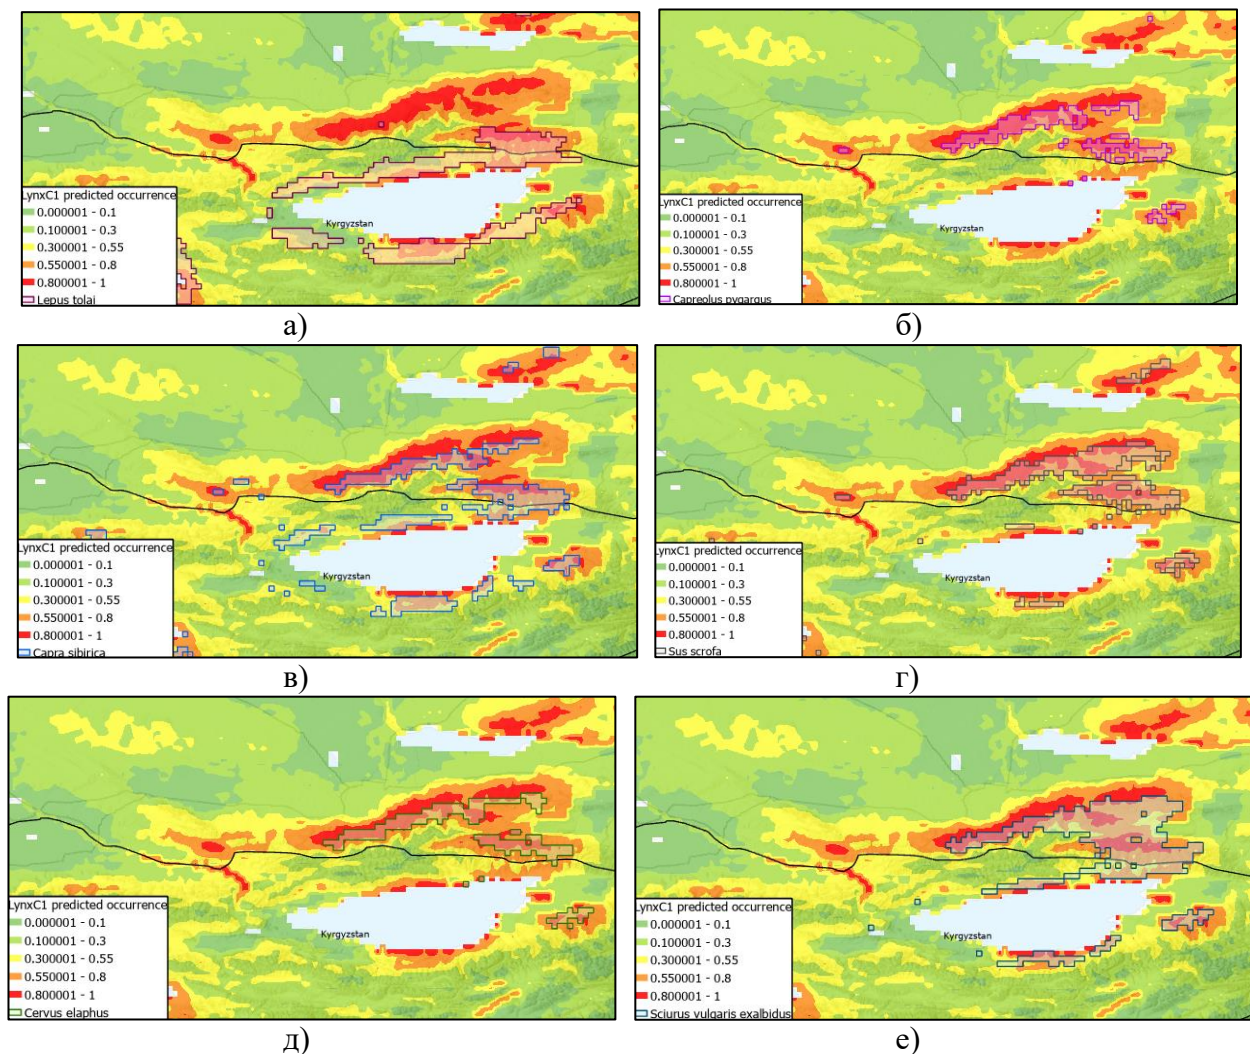 Kyrgyzstan
LynxC1 predicted occurrence
0.000001 - 0.1
0.100001 - 0.3
0.300001 - 0.55
0.550001 - 0.8
0.800001 - 1
Lepus tolai
а)
Kyrgyzstan
LynxC1 predicted occurrence
0.000001 - 0.1
0.100001 - 0.3
0.300001 - 0.55
0.550001 - 0.8
0.800001 - 1
Capreolus pygargus
б)
Kyrgyzstan
LynxC1 predicted occurrence
0.000001 - 0.1
0.100001 - 0.3
0.300001 - 0.55
0.550001 - 0.8
0.800001 - 1
Capra sibirica
в)
Kyrgyzstan
LynxC1 predicted occurrence
0.000001 - 0.1
0.100001 - 0.3
0.300001 - 0.55
0.550001 - 0.8
0.800001 - 1
Sus scrofa
г)
Kyrgyzstan
LynxC1 predicted occurrence
0.000001 - 0.1
0.100001 - 0.3
0.300001 - 0.55
0.550001 - 0.8
0.800001 - 1
Cervus elaphus
д)
Kyrgyzstan
LynxC1 predicted occurrence
0.000001 - 0.1
0.100001 - 0.3
0.300001 - 0.55
0.550001 - 0.8
0.800001 - 1
Sciurus vulgaris exalbidus
е)